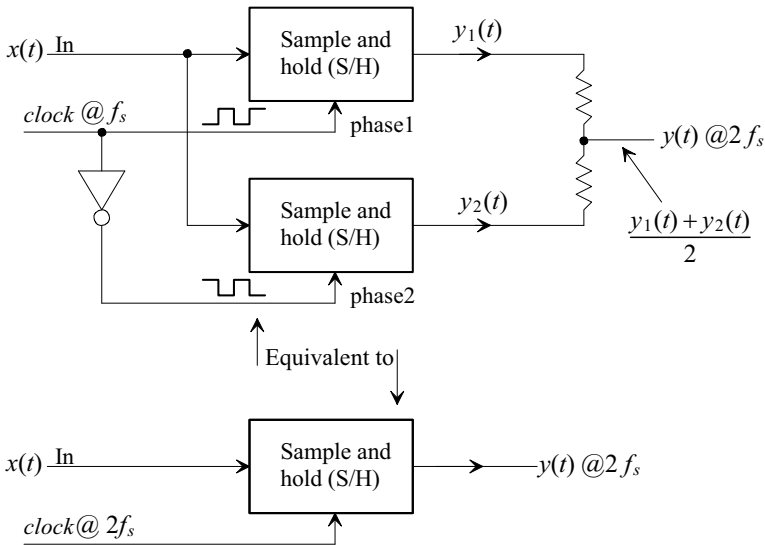 Sample and
hold (S/H)
x(t) In
y₁(t)
clock @ fₛ
phase1
y(t) @2 fₛ
Sample and
hold (S/H)
y₂(t)
y₁(t) + y₂(t)
2
phase2
Equivalent to
Sample and
hold (S/H)
x(t) In
y(t) @2 fₛ
clock @ 2fₛ